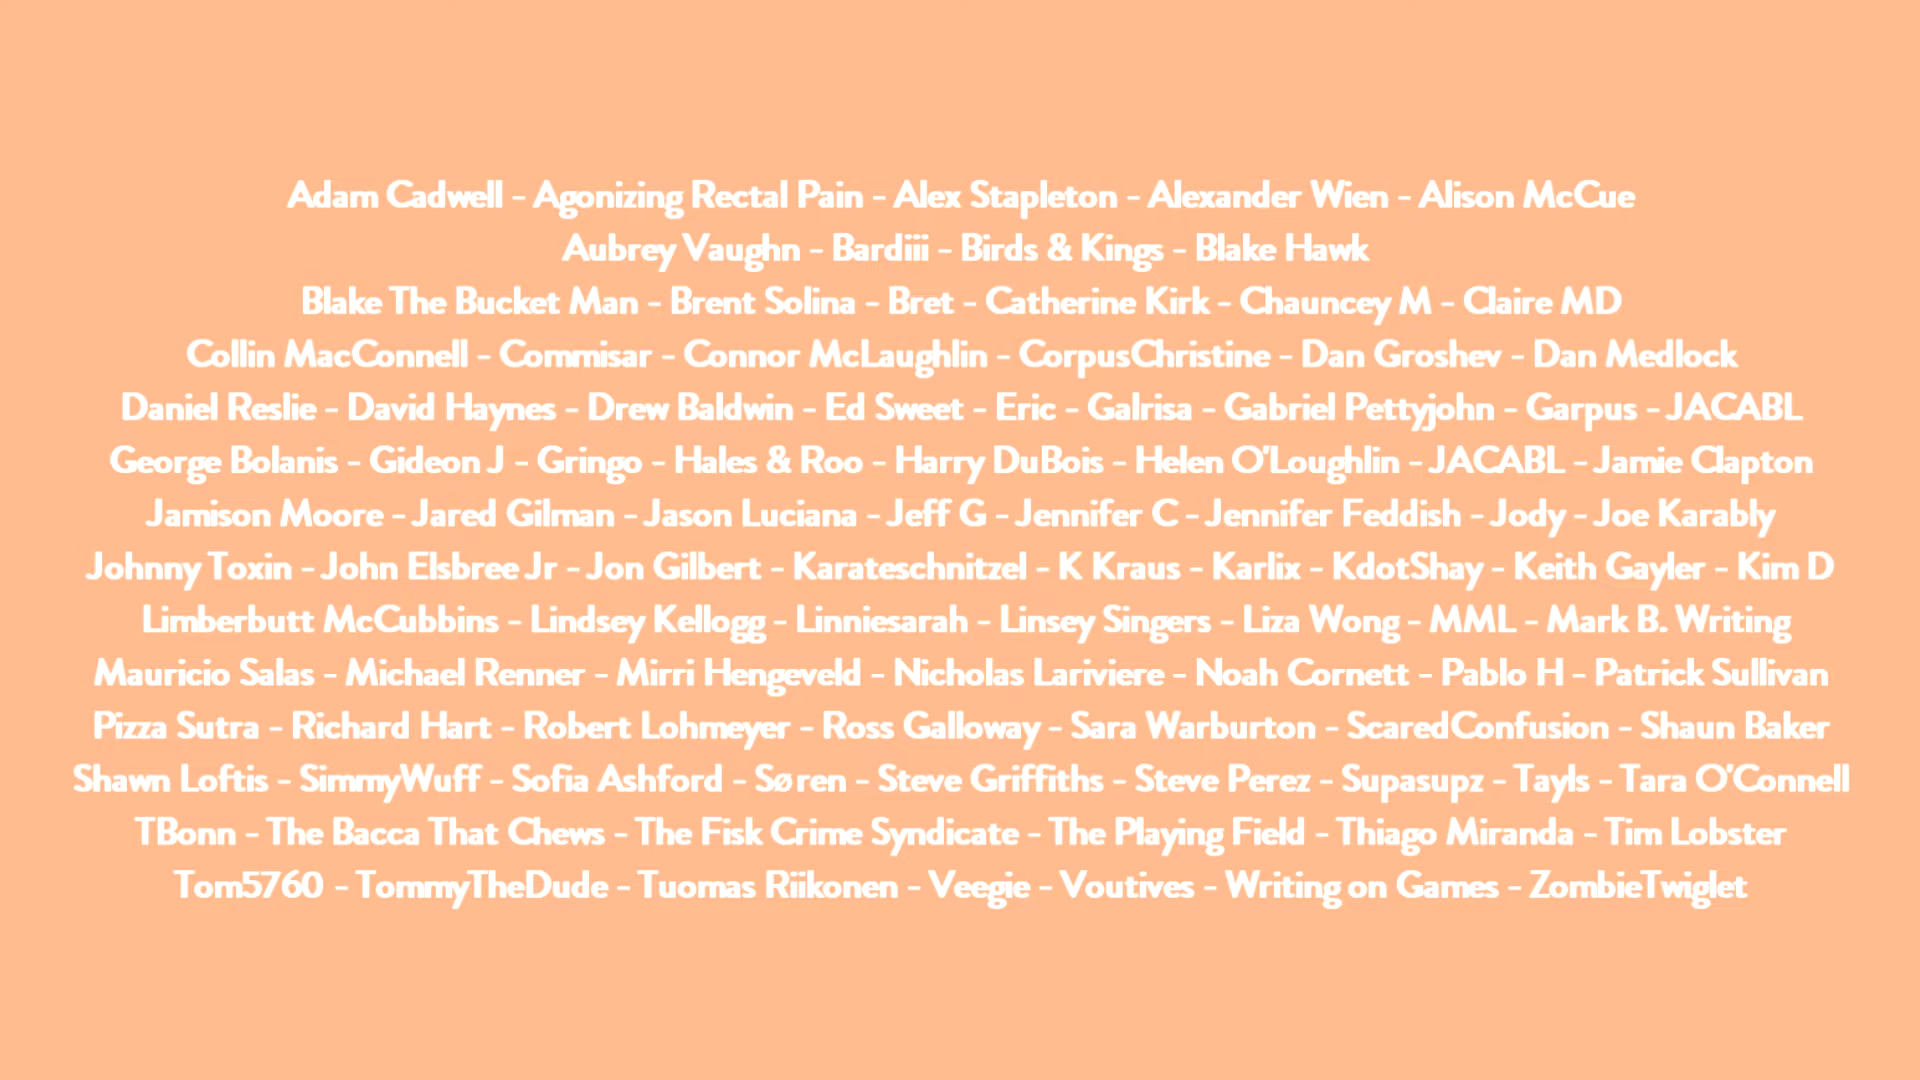 Adam Cadwell - Agonizing Rectal Pain - Alex Stapleton - Alexander Wien - Alison McCue
Aubrey Vaughn - Bardiii - Birds & Kings - Blake Hawk
Blake The Bucket Man - Brent Solina - Bret - Catherine Kirk - Chauncey M - Claire MD
Collin MacConnell - Commisar - Connor McLaughlin - CorpusChristine - Dan Groshev - Dan Medlock
Daniel Reslie - David Haynes - Drew Baldwin - Ed Sweet - Eric - Galrisa - Gabriel Pettyjohn - Garpus - JACABL
George Bolanis - Gideon J - Gringo - Hales & Roo - Harry DuBois - Helen O'Loughlin - JACABL - Jamie Clapton
Jamison Moore - Jared Gilman - Jason Luciana - Jeff G - Jennifer C - Jennifer Feddish - Jody - Joe Karably
Johnny Toxin - John Elsbree Jr - Jon Gilbert - Karateschnitzel - K Kraus - Karlix - KdotShay - Keith Gayler - Kim D
Limberbutt McCubbins - Lindsey Kellogg - Linniesarah - Linsey Singers - Liza Wong - MML - Mark B. Writing
Mauricio Salas - Michael Renner - Mirri Hengeveld - Nicholas Lariviere - Noah Cornett - Pablo H - Patrick Sullivan
Pizza Sutra - Richard Hart - Robert Lohmeyer - Ross Galloway - Sara Warburton - ScaredConfusion - Shaun Baker
Shawn Loftis - SimmyWuff - Sofia Ashford - Søren - Steve Griffiths - Steve Perez - Supasupz - Tayls - Tara O'Connell
TBonn - The Bacca That Chews - The Fisk Crime Syndicate - The Playing Field - Thiago Miranda - Tim Lobster
Tom5760 - TommyTheDude - Tuomas Riikonen - Veegie - Voutives - Writing on Games - ZombieTwiglet